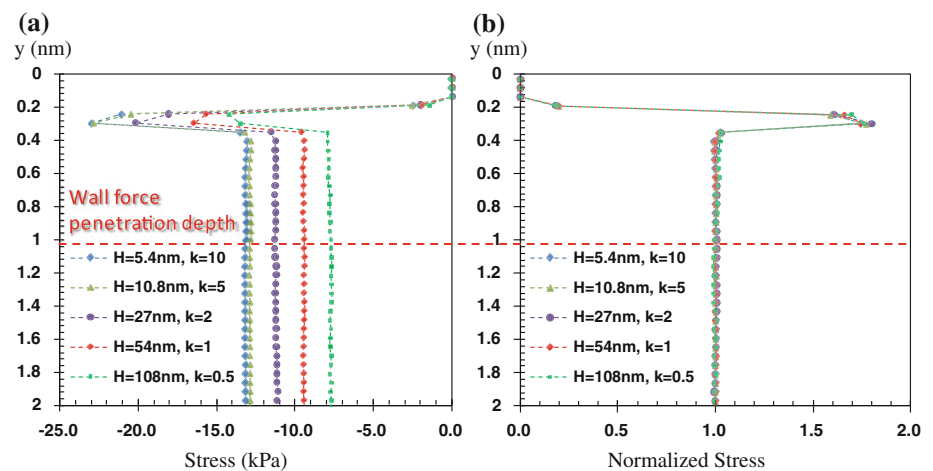 (a)
y (nm)
0
0.2
0.4
0.6
0.8
1
1.2
1.4
1.6
1.8
2
Wall force
penetration depth
H=5.4nm, k=10
H=10.8nm, k=5
H=27nm, k=2
H=54nm, k=1
H=108nm, k=0.5
-25.0 -20.0 -15.0 -10.0 -5.0 0.0
Stress (kPa)
(b)
y (nm)
0
0.2
0.4
0.6
0.8
1
1.2
1.4
1.6
1.8
2
H=5.4nm, k=10
H=10.8nm, k=5
H=27nm, k=2
H=54nm, k=1
H=108nm, k=0.5
0.0 0.5 1.0 1.5 2.0
Normalized Stress